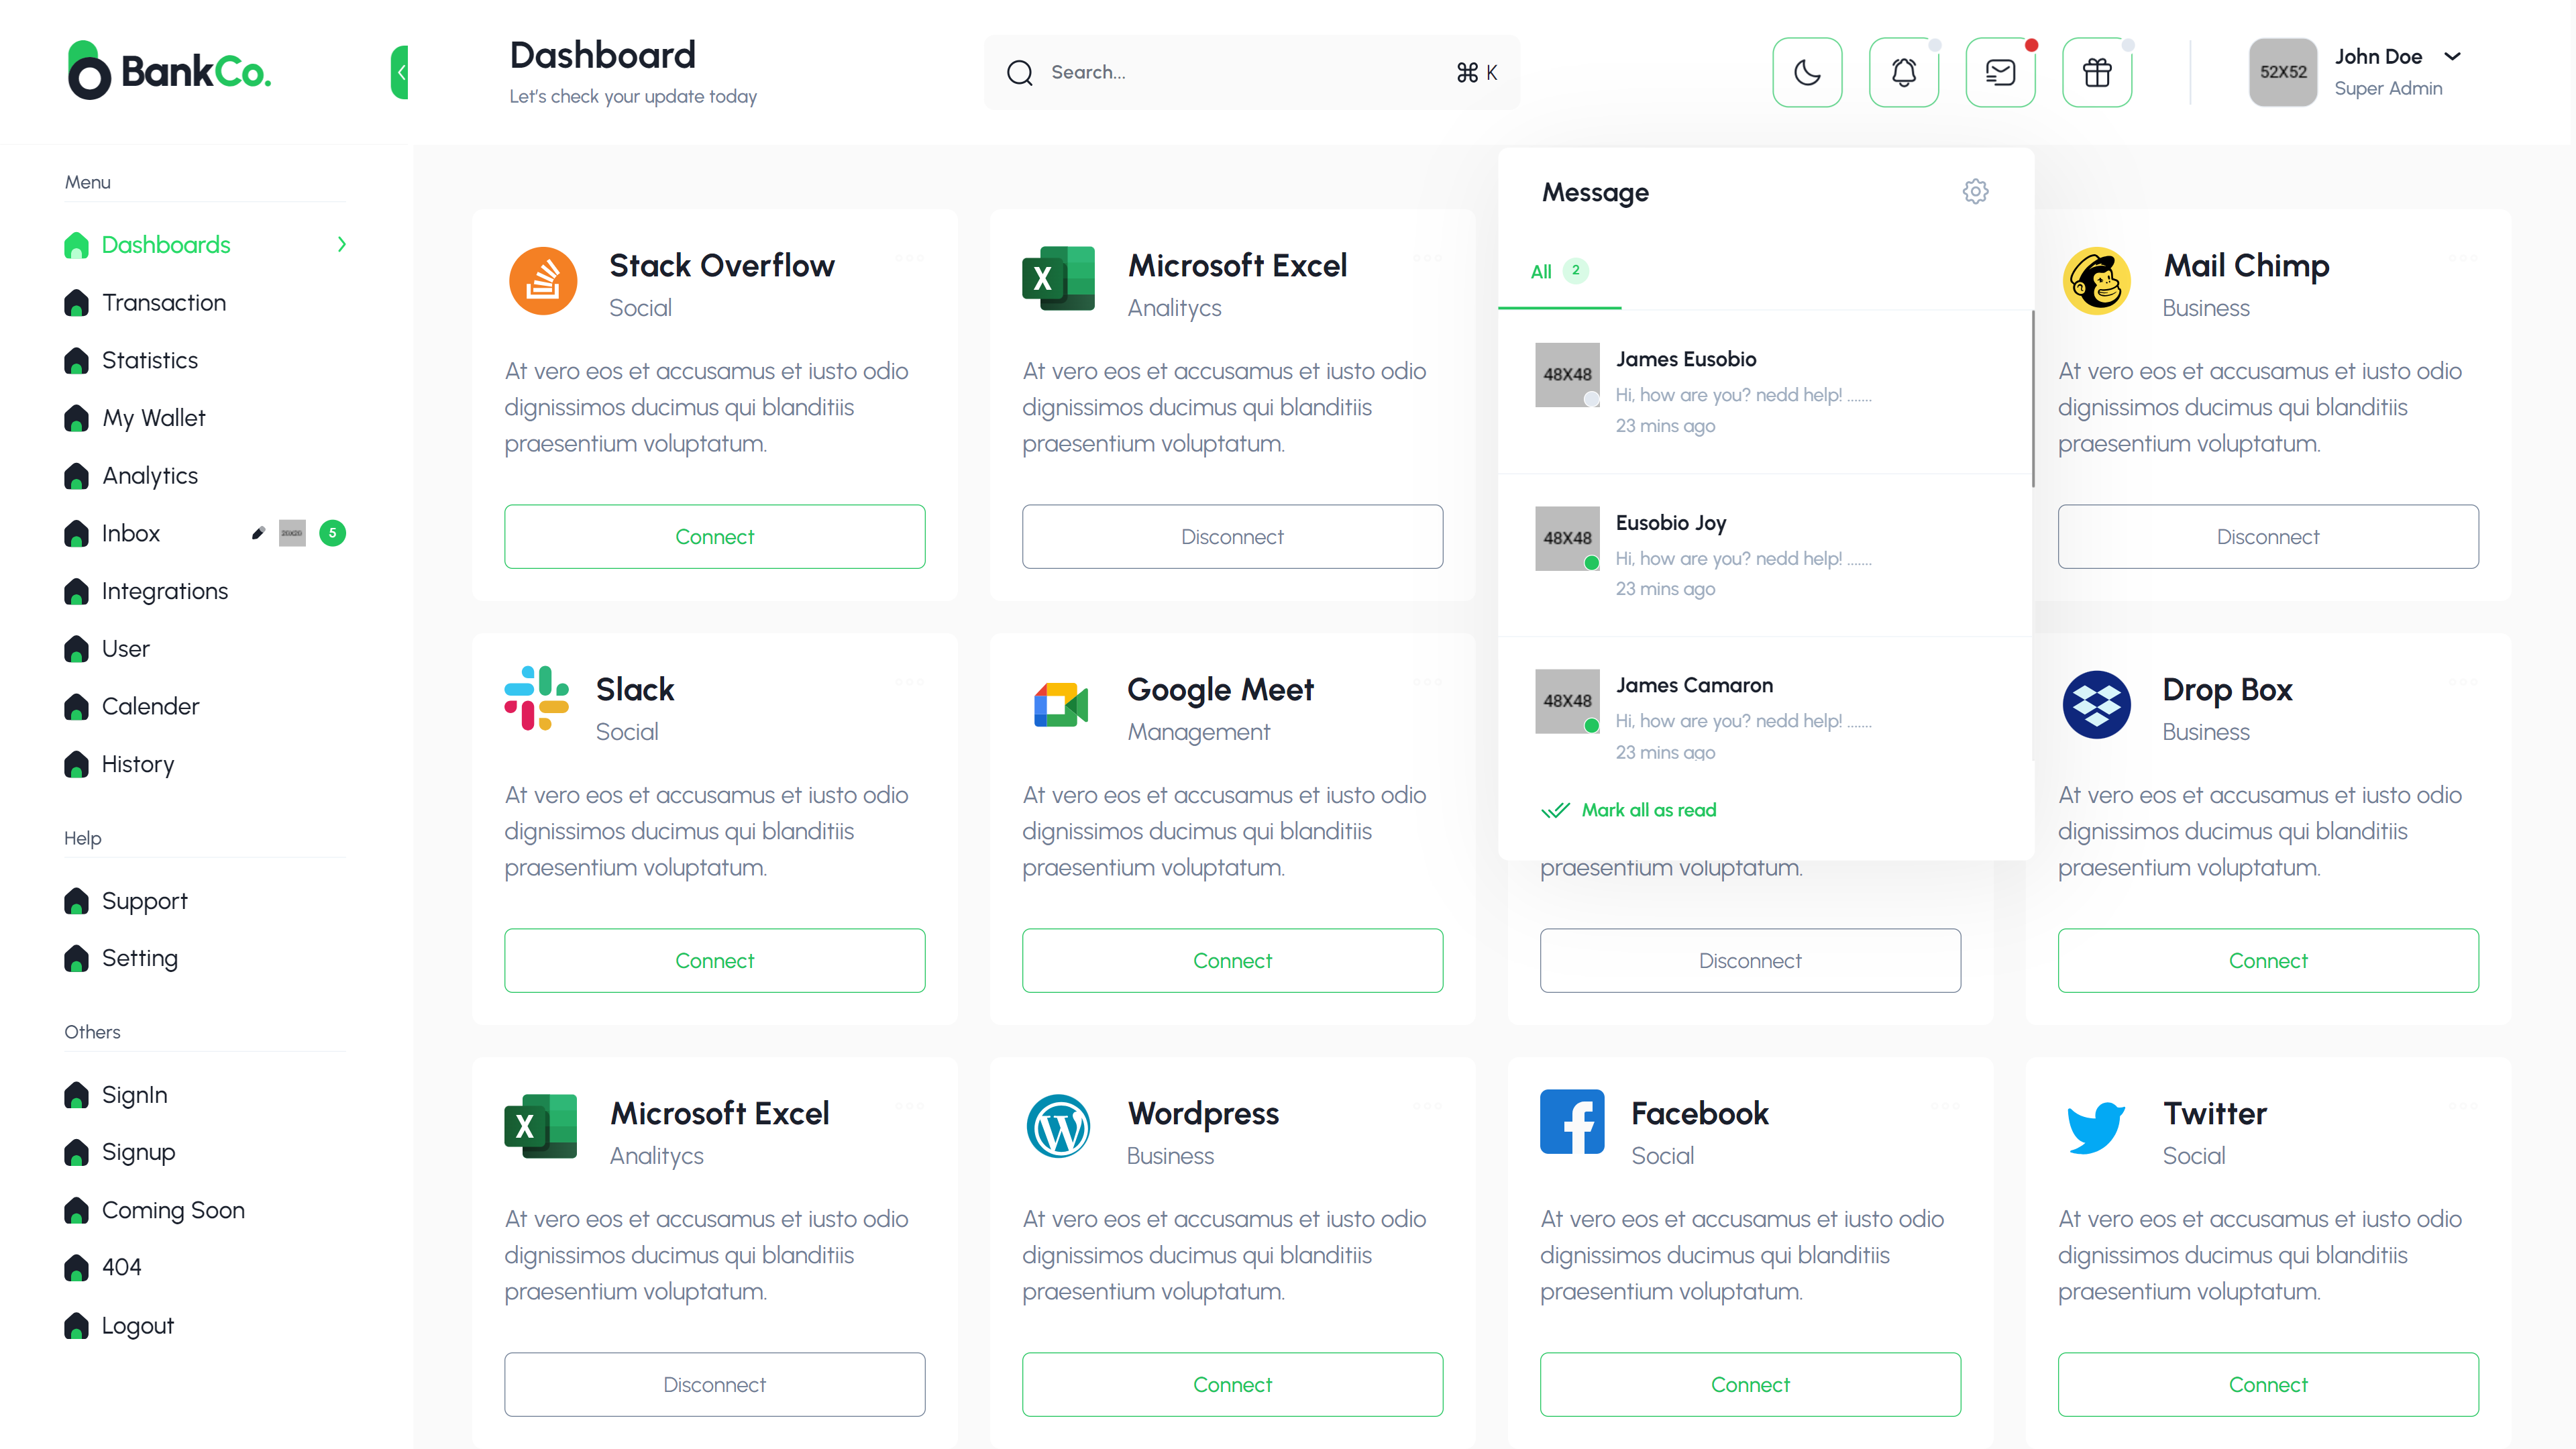 BankCo.
Dashboard
Let's check your update today
Search...
⌘ K
52X52
John Doe
Super Admin
Menu
Dashboards
Transaction
Statistics
My Wallet
Analytics
Inbox
5
Integrations
User
Calender
History
Help
Support
Setting
Others
SignIn
Signup
Coming Soon
404
Logout
Stack Overflow
Social
At vero eos et accusamus et iusto odio
dignissimos ducimus qui blanditiis
praesentium voluptatum.
Connect
Microsoft Excel
Analitycs
At vero eos et accusamus et iusto odio
dignissimos ducimus qui blanditiis
praesentium voluptatum.
Disconnect
Message
All 2
48X48
James Eusobio
Hi, how are you? nedd help! .......
23 mins ago
48X48
Eusobio Joy
Hi, how are you? nedd help! .......
23 mins ago
48X48
James Camaron
Hi, how are you? nedd help! .......
23 mins ago
Mark all as read
Mail Chimp
Business
At vero eos et accusamus et iusto odio
dignissimos ducimus qui blanditiis
praesentium voluptatum.
Disconnect
Slack
Social
At vero eos et accusamus et iusto odio
dignissimos ducimus qui blanditiis
praesentium voluptatum.
Connect
Google Meet
Management
At vero eos et accusamus et iusto odio
dignissimos ducimus qui blanditiis
praesentium voluptatum.
Connect
praesentium voluptatum.
Disconnect
Drop Box
Business
At vero eos et accusamus et iusto odio
dignissimos ducimus qui blanditiis
praesentium voluptatum.
Connect
Microsoft Excel
Analitycs
At vero eos et accusamus et iusto odio
dignissimos ducimus qui blanditiis
praesentium voluptatum.
Disconnect
Wordpress
Business
At vero eos et accusamus et iusto odio
dignissimos ducimus qui blanditiis
praesentium voluptatum.
Connect
Facebook
Social
At vero eos et accusamus et iusto odio
dignissimos ducimus qui blanditiis
praesentium voluptatum.
Connect
Twitter
Social
At vero eos et accusamus et iusto odio
dignissimos ducimus qui blanditiis
praesentium voluptatum.
Connect